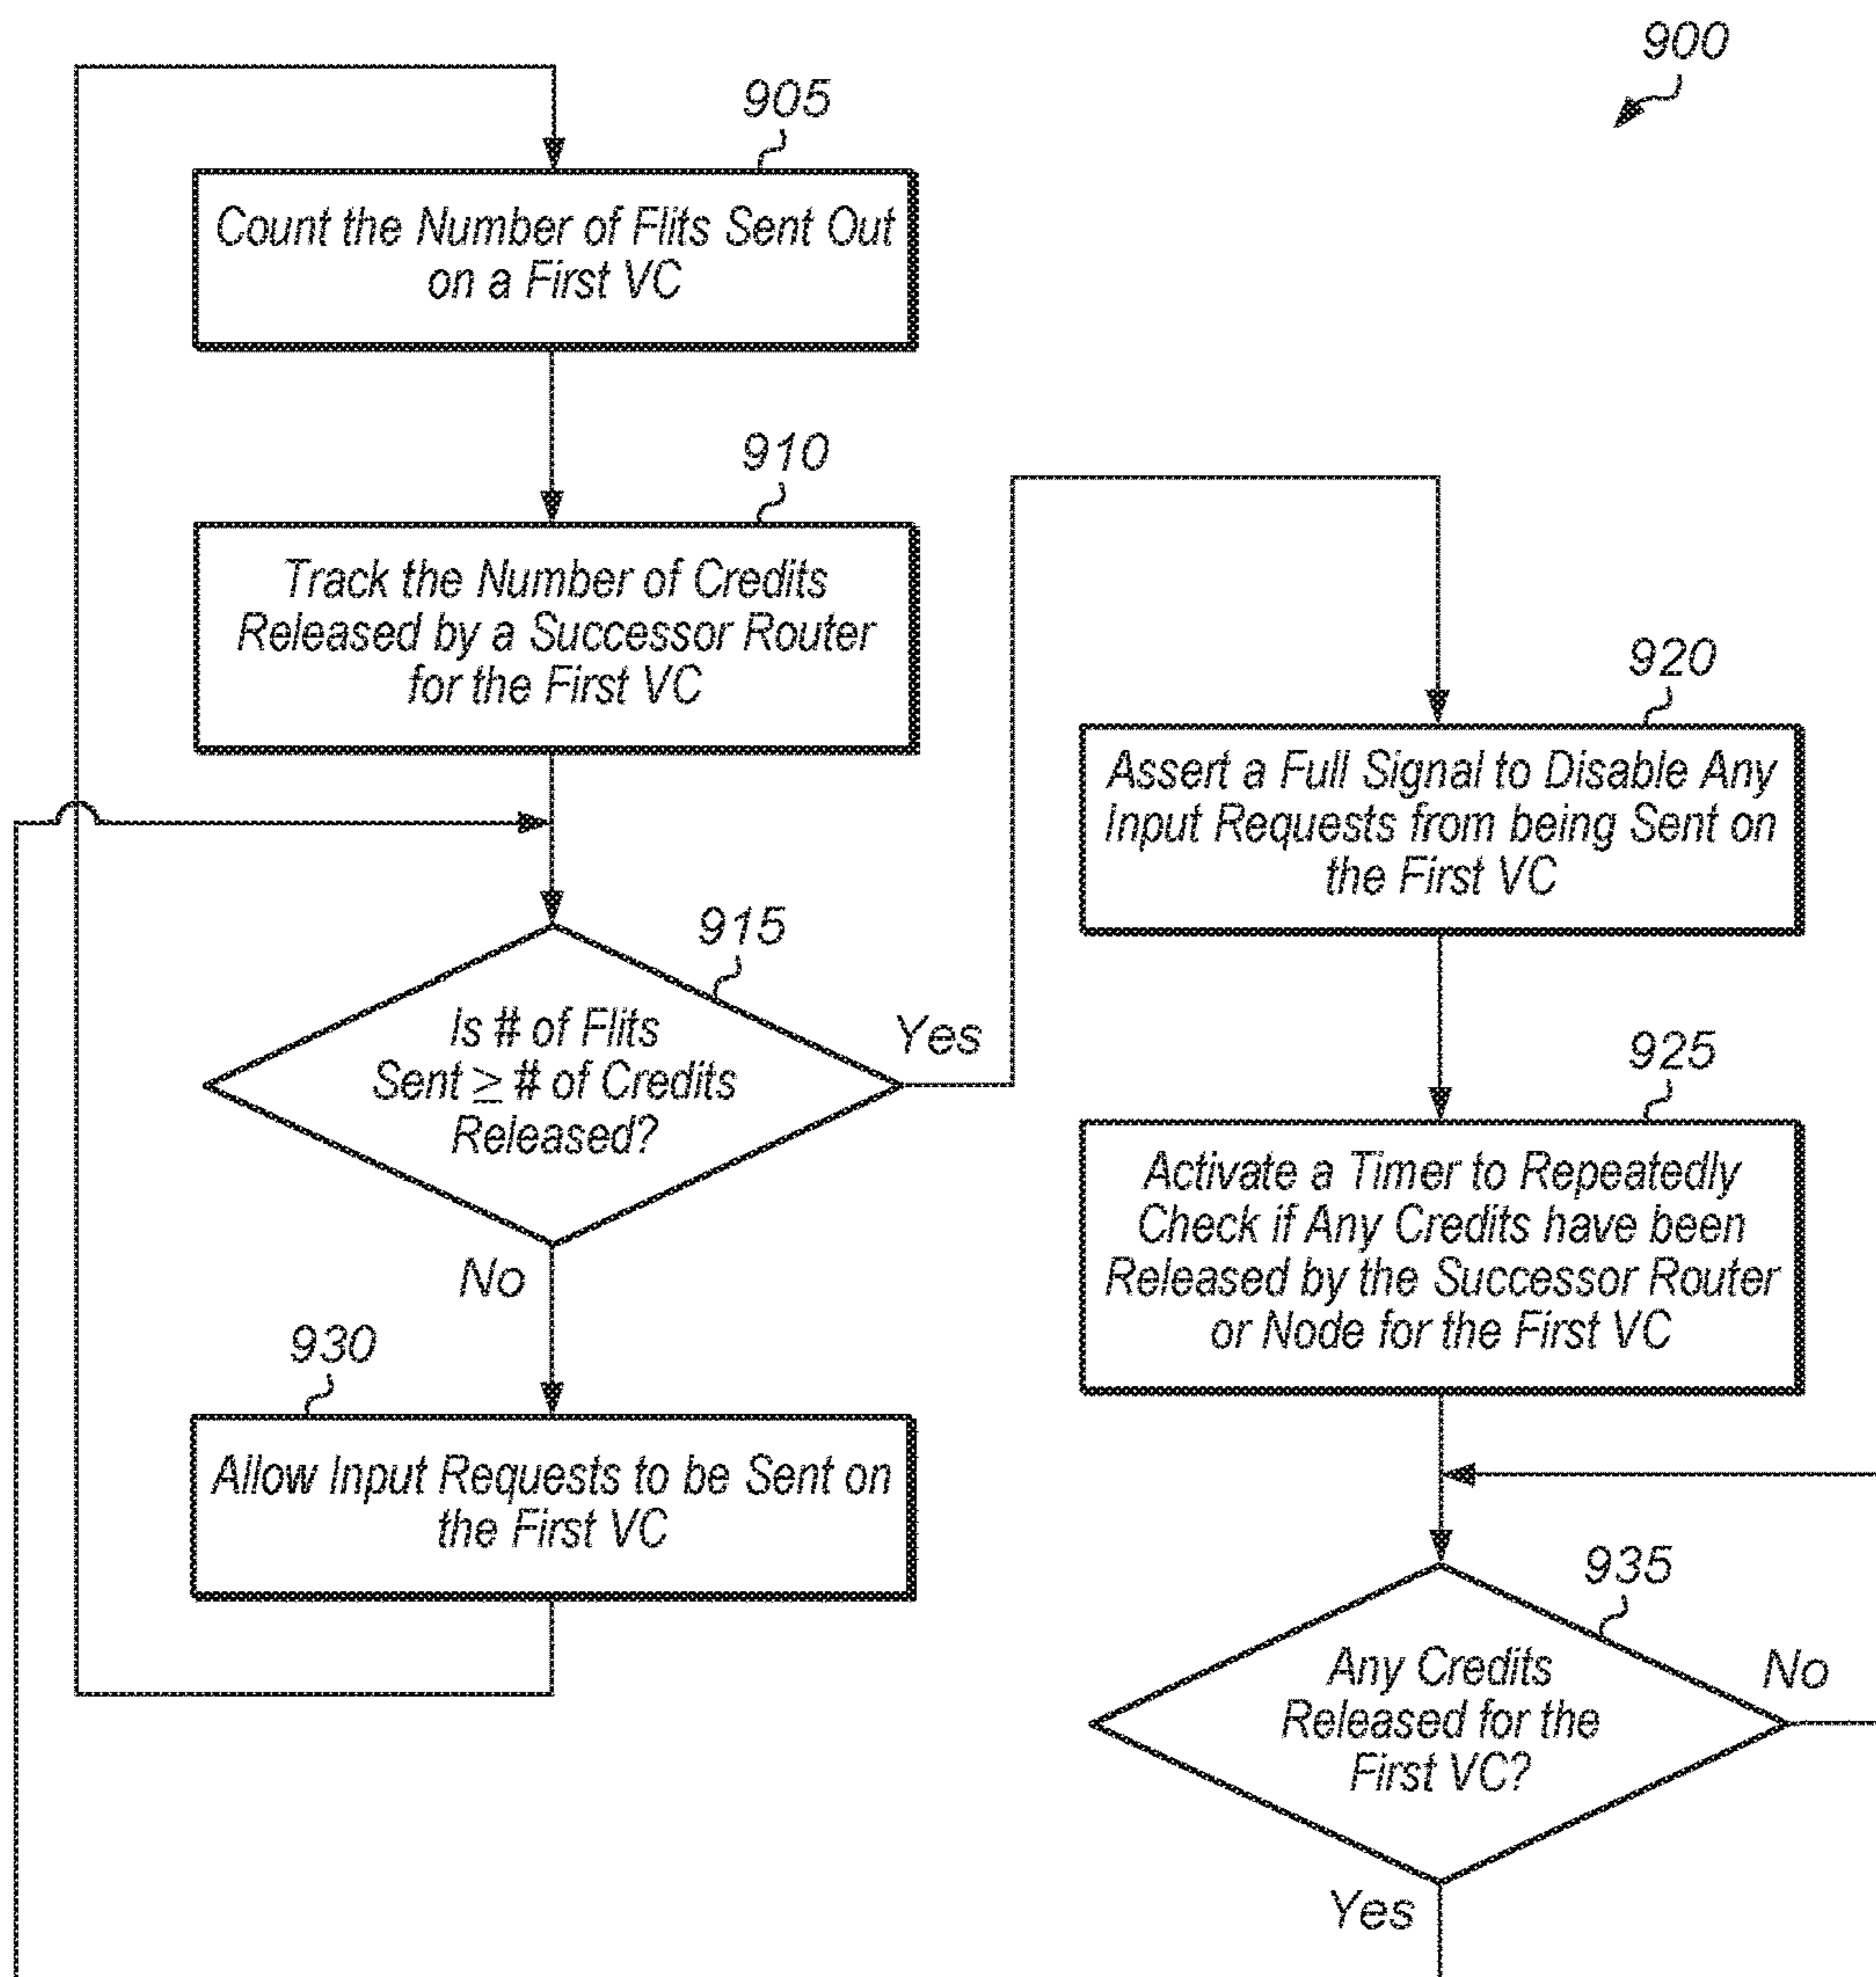 900
905
Count the Number of Flits Sent Out
on a First VC
910
Track the Number of Credits
Released by a Successor Router
for the First VC
915
Is # of Flits
Sent ≥ # of Credits
Released?
Yes
No
930
Allow Input Requests to be Sent on
the First VC
920
Assert a Full Signal to Disable Any
Input Requests from being Sent on
the First VC
925
Activate a Timer to Repeatedly
Check if Any Credits have been
Released by the Successor Router
or Node for the First VC
935
Any Credits
Released for the
First VC?
No
Yes